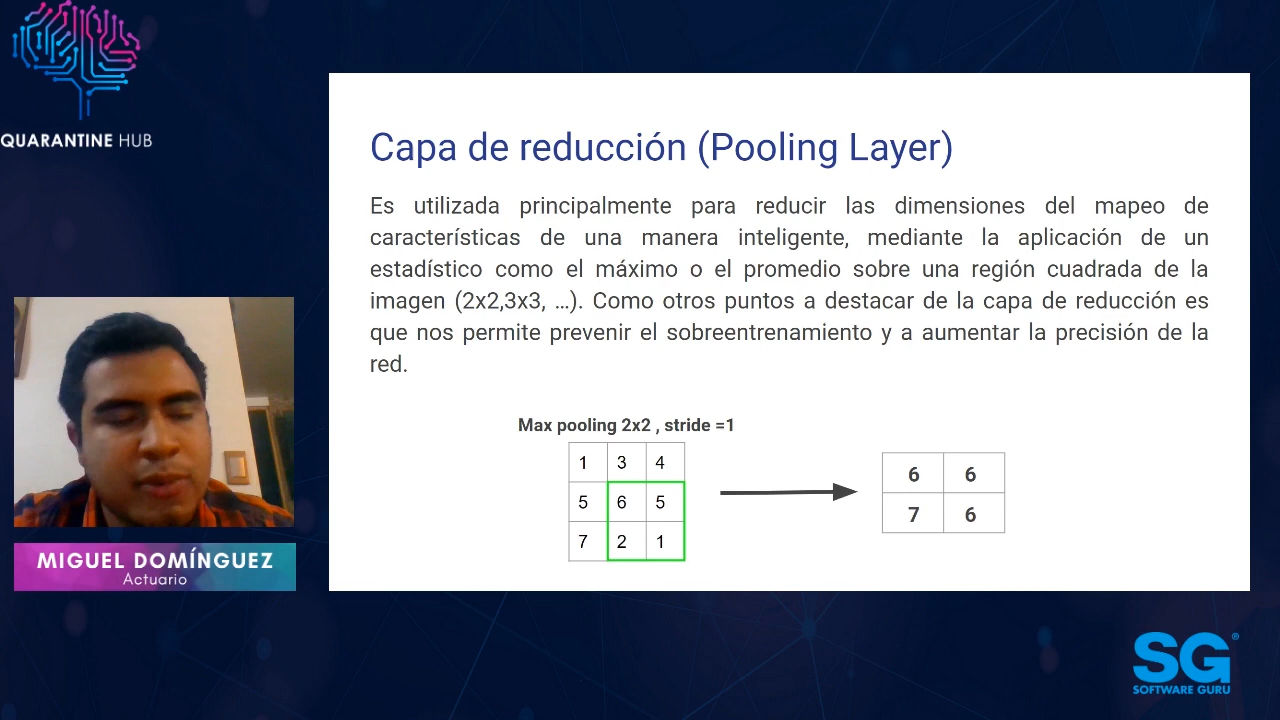 QUARANTINE HUB
Capa de reducción (Pooling Layer)
Es utilizada principalmente para reducir las dimensiones del mapeo de
características de una manera inteligente, mediante la aplicación de un
estadístico como el máximo o el promedio sobre una región cuadrada de la
imagen (2x2,3x3, ...). Como otros puntos a destacar de la capa de reducción es
que nos permite prevenir el sobreentrenamiento y a aumentar la precisión de la
red.
Max pooling 2x2 , stride =1
1 3 4
5 6 5
7 2 1
6 6
7 6
MIGUEL DOMÍNGUEZ
Actuario
SG®
SOFTWARE GURU